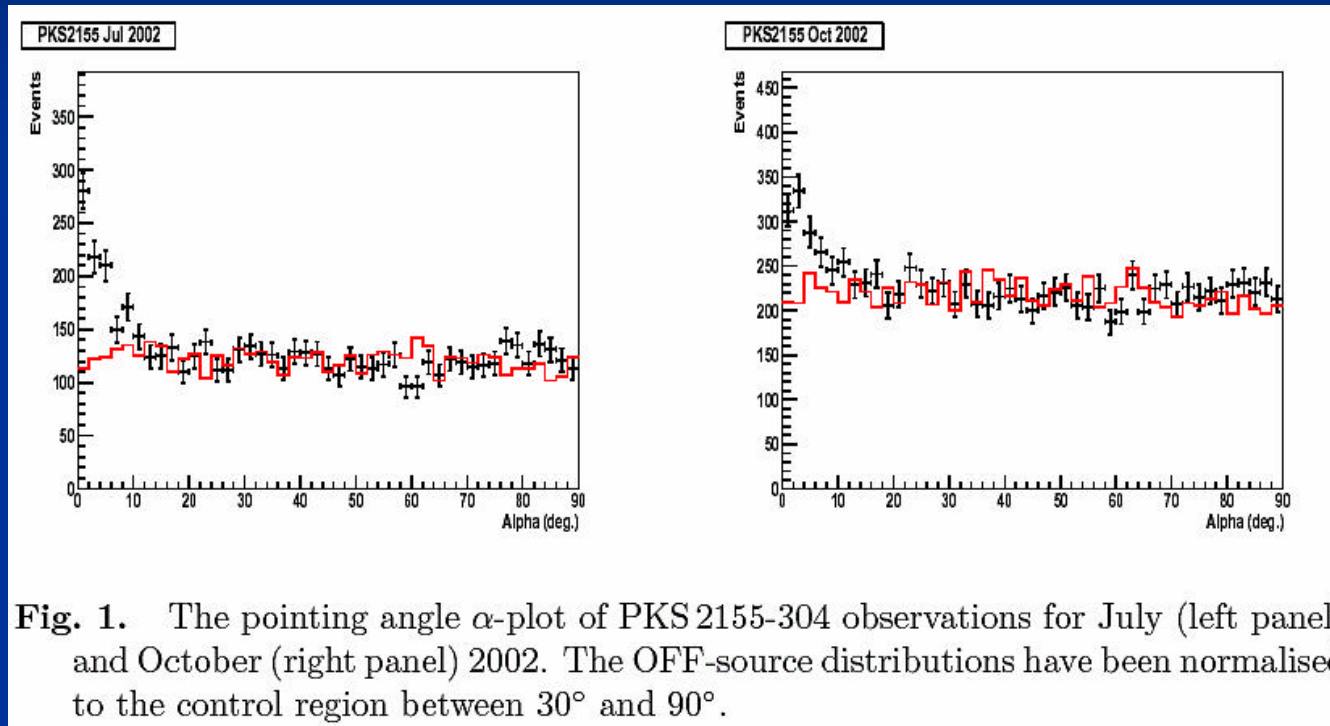 PKS2155 Jul 2002
Events
350
300
250
200
150
100
50
0
0 10 20 30 40 50 60 70 80 90
Alpha (deg.)
PKS2155 Oct 2002
Events
450
400
350
300
250
200
150
100
50
0
0 10 20 30 40 50 60 70 80 90
Alpha (deg.)
Fig. 1. The pointing angle α-plot of PKS 2155-304 observations for July (left panel
and October (right panel) 2002. The OFF-source distributions have been normalise
to the control region between 30° and 90°.